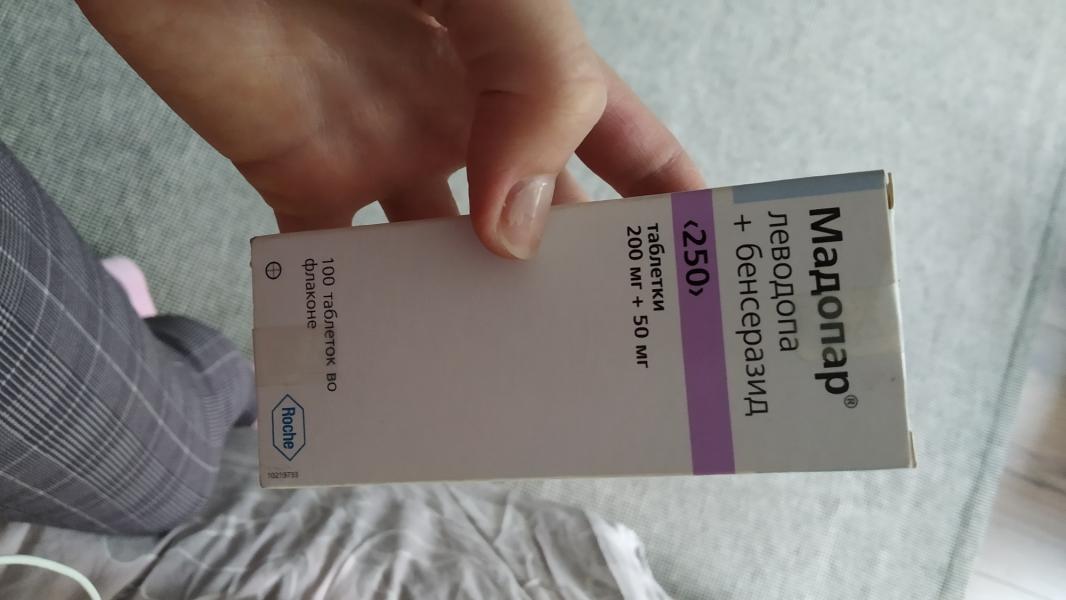 Мадопар®
леводопа
+ бенсеразид
‹250›
таблетки
200 мг + 50 мг
100 таблеток во
флаконе
Roche